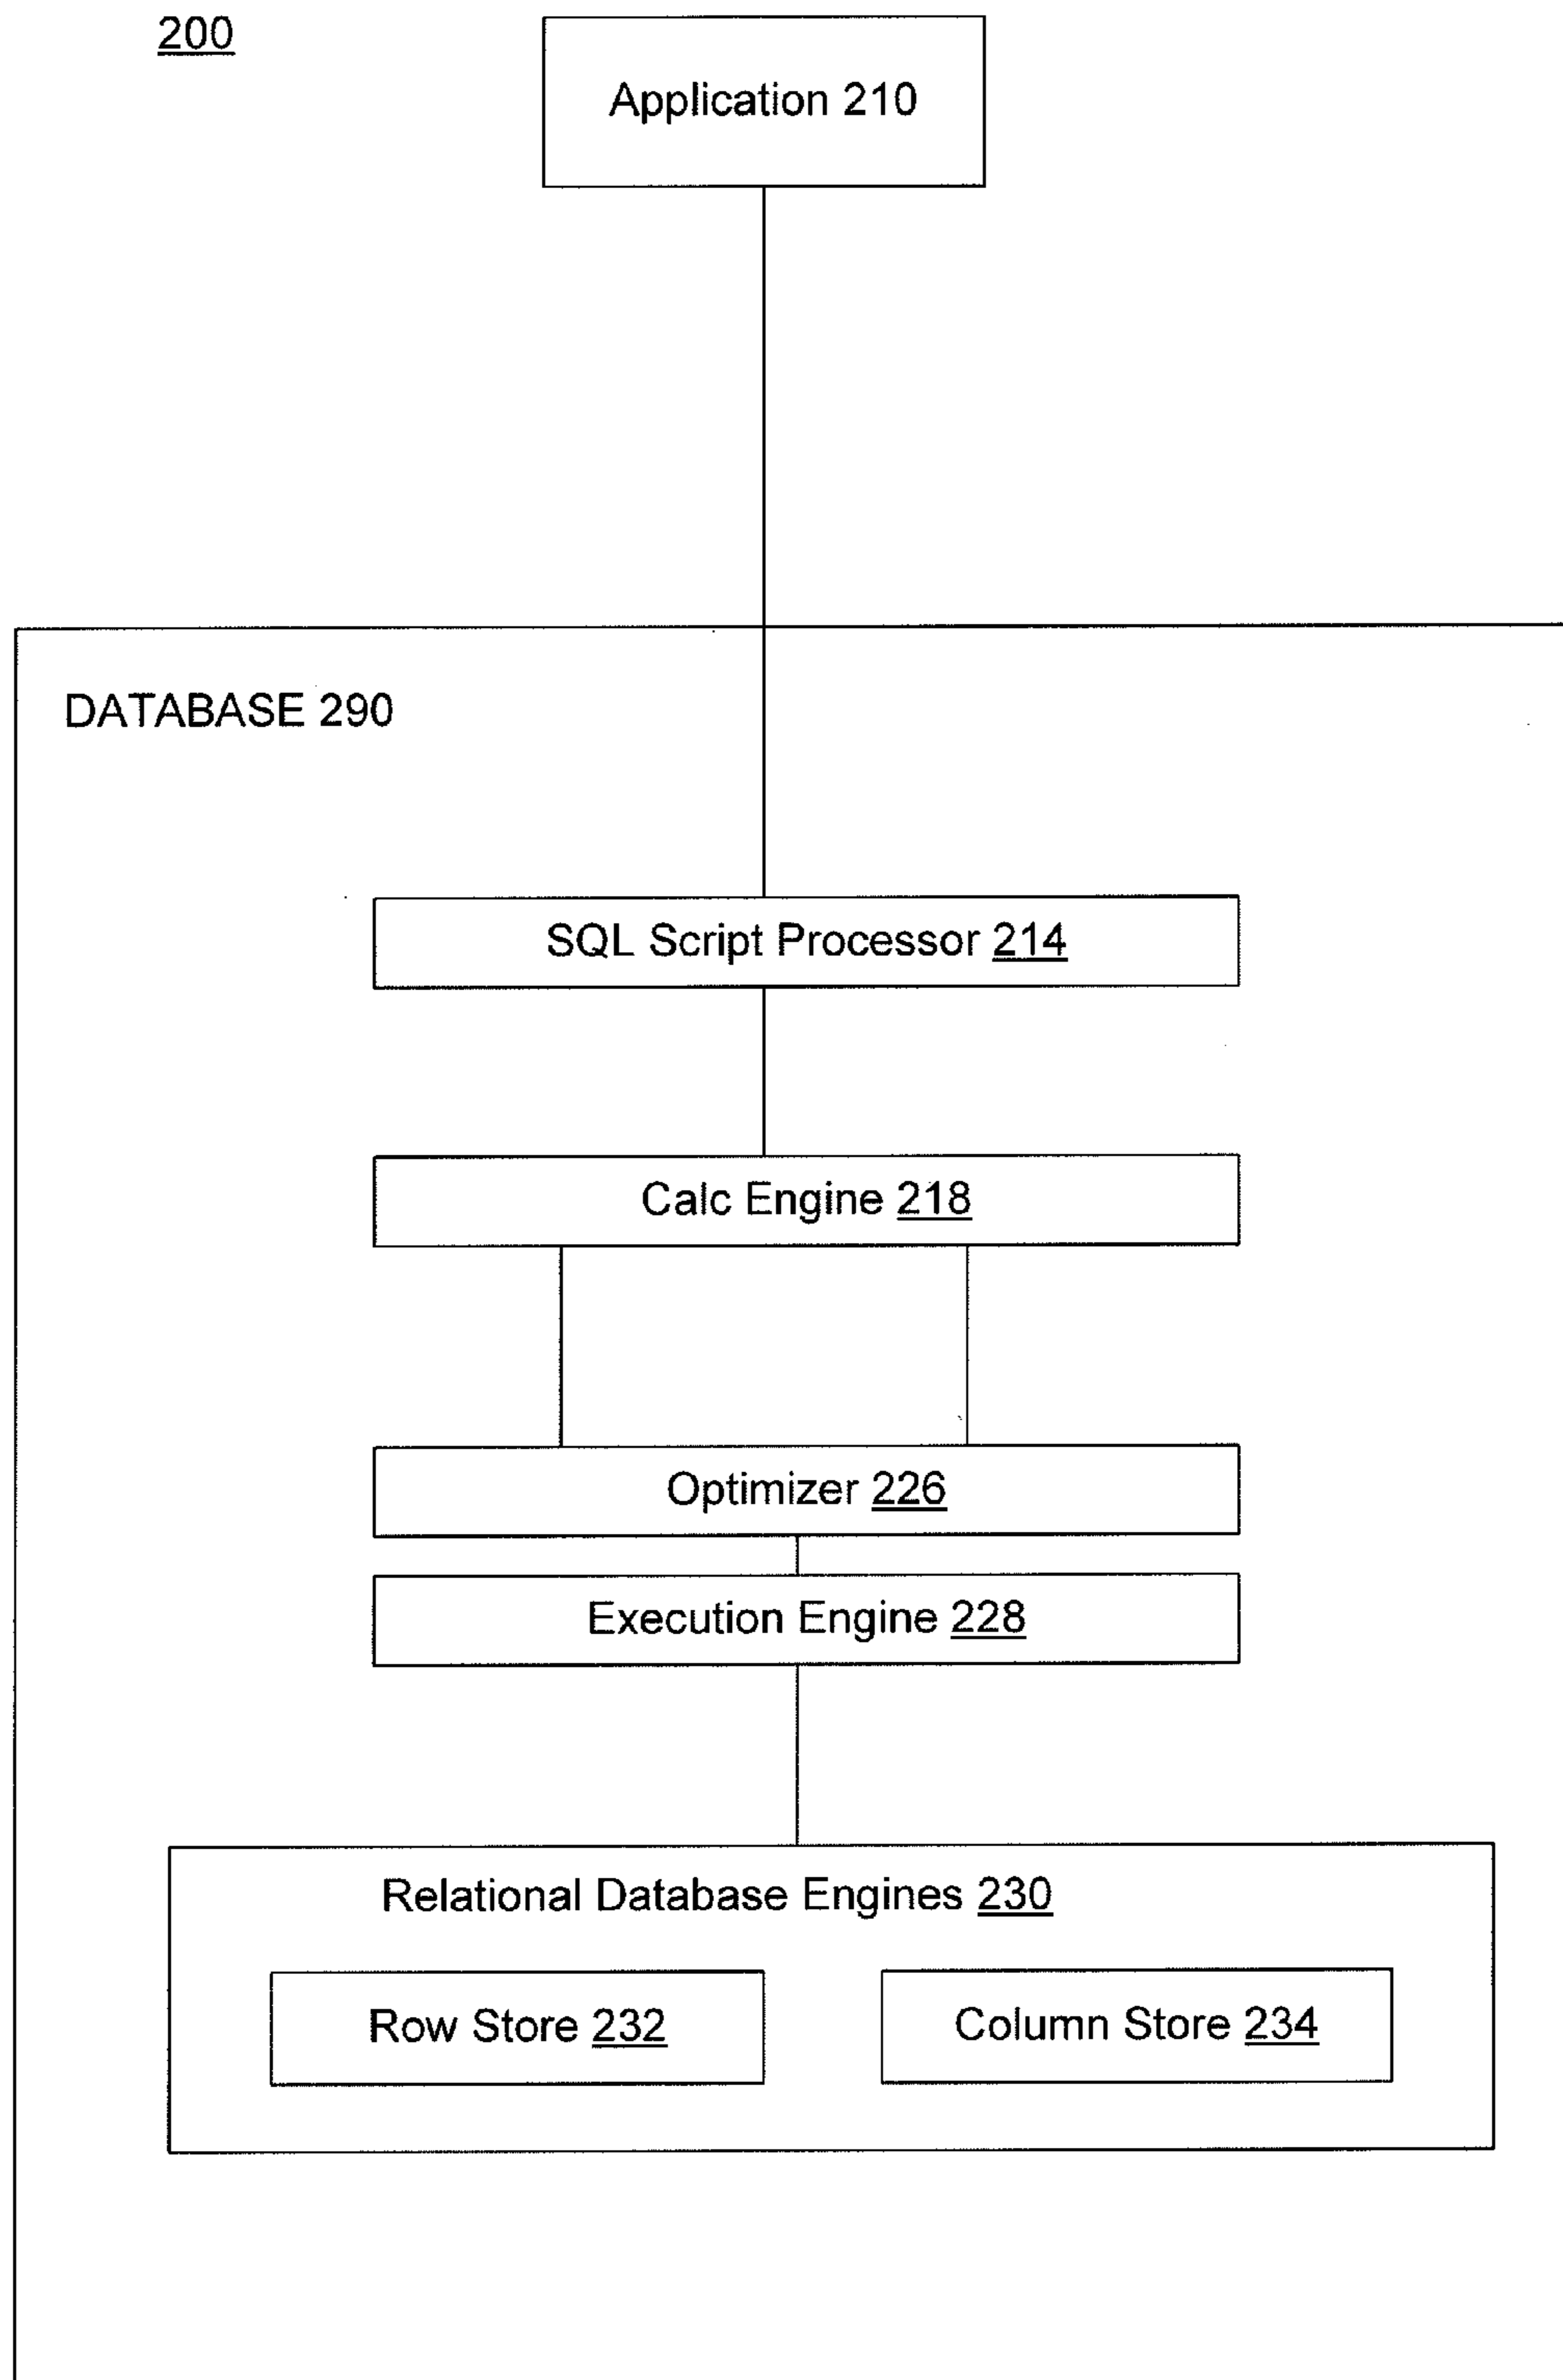 200
Application 210
DATABASE 290
SQL Script Processor 214
Calc Engine 218
Optimizer 226
Execution Engine 228
Relational Database Engines 230
Row Store 232
Column Store 234